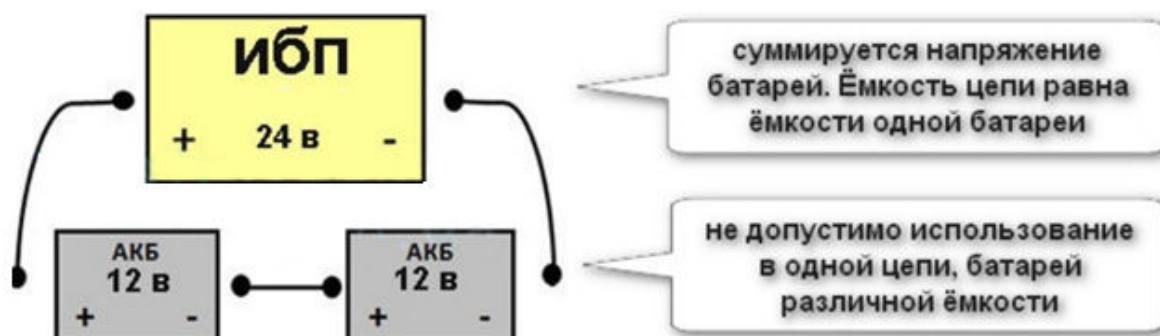 ибп
+ 24 в -
суммируется напряжение
батарей. Ёмкость цепи равна
ёмкости одной батареи
АКБ
12 в
+ -
АКБ
12 в
+ -
не допустимо использование
в одной цепи, батарей
различной ёмкости